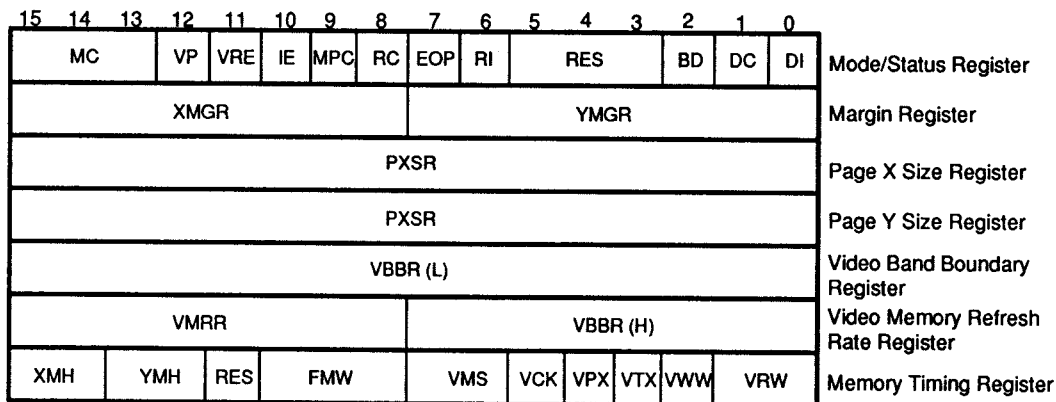 15 14 13 12 11 10 9 8 7 6 5 4 3 2 1 0
MC VP VRE IE MPC RC EOP RI RES BD DC DI Mode/Status Register
XMGR YMGR Margin Register
PXSR Page X Size Register
PXSR Page Y Size Register
VBBR (L) Video Band Boundary
Register
VMRR VBBR (H) Video Memory Refresh
Rate Register
XMH YMH RES FMW VMS VCK VPX VTX VWW VRW Memory Timing Register